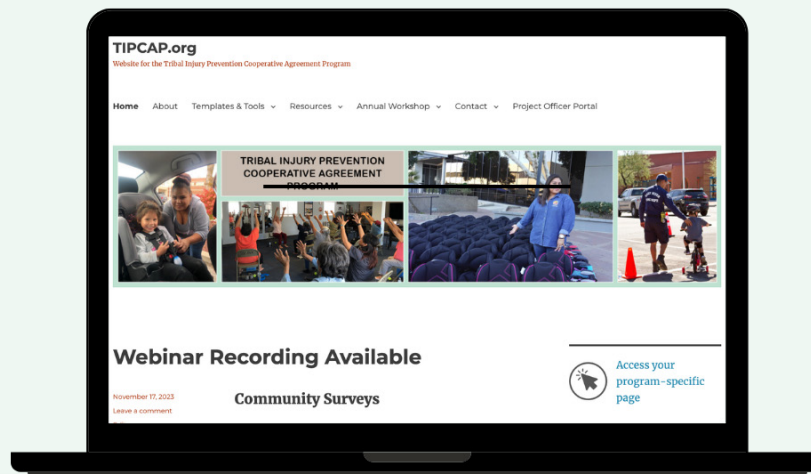 TIPCAP.org
Website for the Tribal Injury Prevention Cooperative Agreement Program
Home About Templates & Tools Resources Annual Workshop Contact Project Officer Portal
TRIBAL INJURY PREVENTION
COOPERATIVE AGREEMENT
PROGRAM
Webinar Recording Available
November 17, 2023
Leave a comment
Community Surveys
Access your
program-specific
page